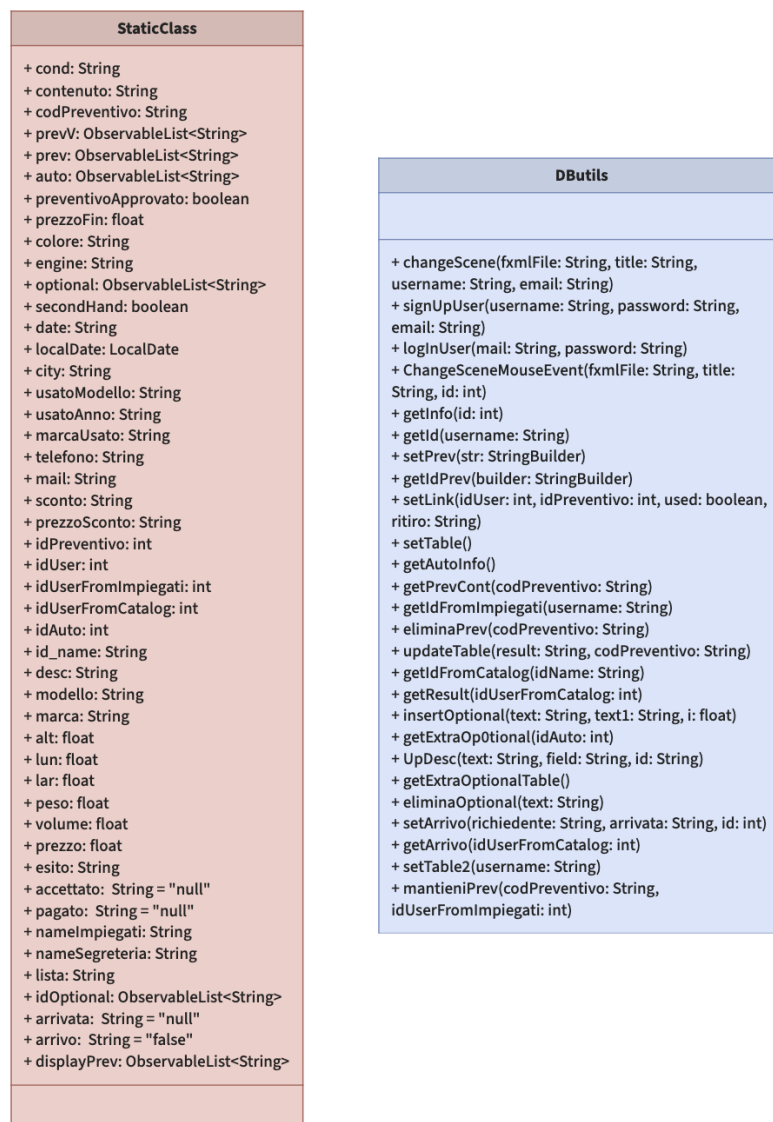 StaticClass
+ cond: String
+ contenuto: String
+ codPreventivo: String
+ prevV: ObservableList<String>
+ prev: ObservableList<String>
+ auto: ObservableList<String>
+ preventivoApprovato: boolean
+ prezzoFin: float
+ colore: String
+ engine: String
+ optional: ObservableList<String>
+ secondHand: boolean
+ date: String
+ localDate: LocalDate
+ city: String
+ usatoModello: String
+ usatoAnno: String
+ marcaUsato: String
+ telefono: String
+ mail: String
+ sconto: String
+ prezzoSconto: String
+ idPreventivo: int
+ idUser: int
+ idUserFromImpiegati: int
+ idUserFromCatalog: int
+ idAuto: int
+ id_name: String
+ desc: String
+ modello: String
+ marca: String
+ alt: float
+ lun: float
+ lar: float
+ peso: float
+ volume: float
+ prezzo: float
+ esito: String
+ accettato:  String = "null"
+ pagato:  String = "null"
+ nameImpiegati: String
+ nameSegreteria: String
+ lista: String
+ idOptional: ObservableList<String>
+ arrivata:  String = "null"
+ arrivo:  String = "false"
+ displayPrev: ObservableList<String>
DButils
+ changeScene(fxmlFile: String, title: String,
username: String, email: String)
+ signUpUser(username: String, password: String,
email: String)
+ logInUser(mail: String, password: String)
+ ChangeSceneMouseEvent(fxmlFile: String, title:
String, id: int)
+ getInfo(id: int)
+ getId(username: String)
+ setPrev(str: StringBuilder)
+ getIdPrev(builder: StringBuilder)
+ setLink(idUser: int, idPreventivo: int, used: boolean,
ritiro: String)
+ setTable()
+ getAutoInfo()
+ getPrevCont(codPreventivo: String)
+ getIdFromImpiegati(username: String)
+ eliminaPrev(codPreventivo: String)
+ updateTable(result: String, codPreventivo: String)
+ getIdFromCatalog(idName: String)
+ getResult(idUserFromCatalog: int)
+ insertOptional(text: String, text1: String, i: float)
+ getExtraOp0tional(idAuto: int)
+ UpDesc(text: String, field: String, id: String)
+ getExtraOptionalTable()
+ eliminaOptional(text: String)
+ setArrivo(richiedente: String, arrivata: String, id: int)
+ getArrivo(idUserFromCatalog: int)
+ setTable2(username: String)
+ mantieniPrev(codPreventivo: String,
idUserFromImpiegati: int)